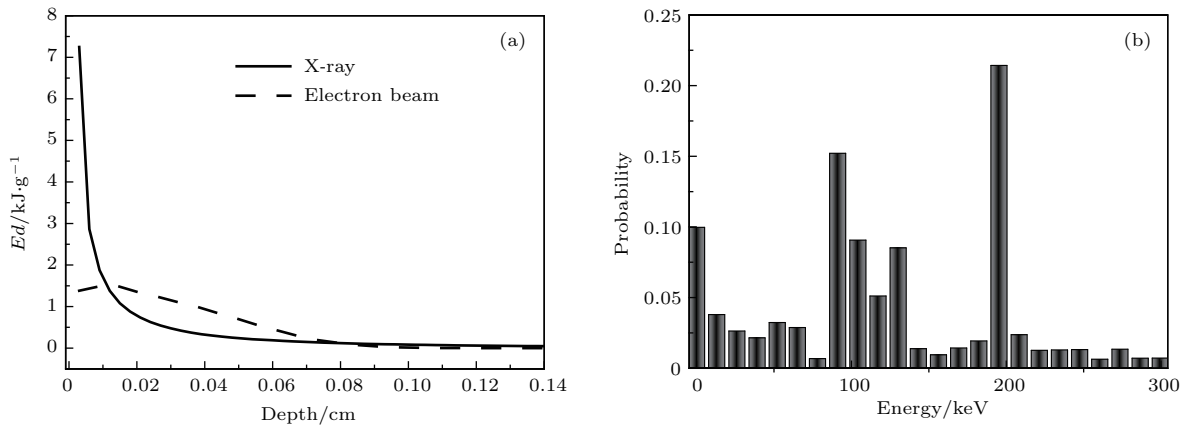 8
7
6
5
4
3
2
1
0
Ed/kJ·g−1
(a)
X-ray
Electron beam
0 0.02 0.04 0.06 0.08 0.10 0.12 0.14
Depth/cm
0.25
0.20
0.15
0.10
0.05
0
Probability
(b)
0 100 200 300
Energy/keV